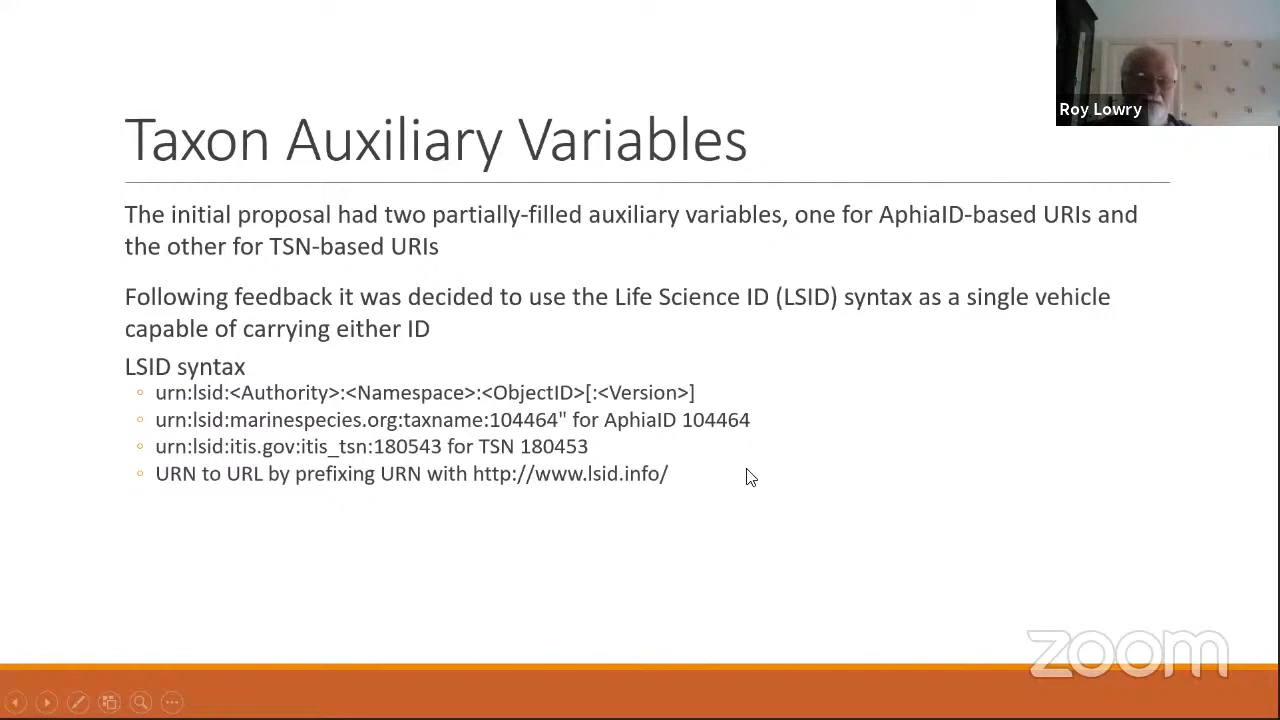 Roy Lowry
Taxon Auxiliary Variables
The initial proposal had two partially-filled auxiliary variables, one for AphiaID-based URIs and
the other for TSN-based URIs
Following feedback it was decided to use the Life Science ID (LSID) syntax as a single vehicle
capable of carrying either ID
LSID syntax
urn:lsid:<Authority>:<Namespace>:<ObjectID>[:<Version>]
urn:lsid:marinespecies.org:taxname:104464" for AphiaID 104464
urn:lsid:itis.gov:itis_tsn:180543 for TSN 180453
URN to URL by prefixing URN with http://www.lsid.info/
zoom